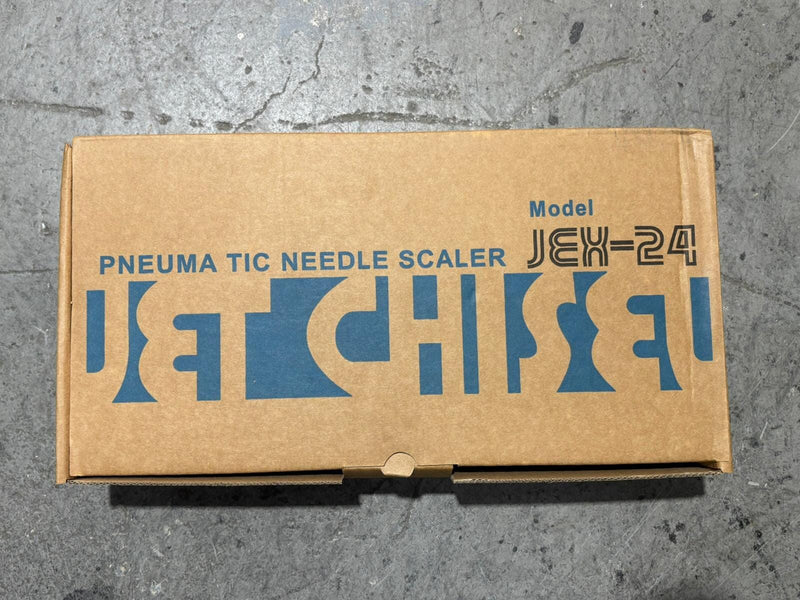 Model
PNEUMA TIC NEEDLE SCALER JEX-24
JET CHISEL